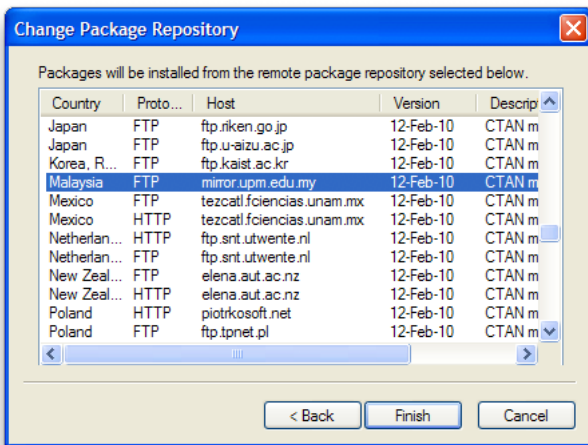 Change Package Repository
Packages will be installed from the remote package repository selected below.
Country Proto... Host Version Descript
Japan FTP ftp.riken.go.jp 12-Feb-10 CTAN m
Japan FTP ftp.u-aizu.ac.jp 12-Feb-10 CTAN m
Korea, R... FTP ftp.kaist.ac.kr 12-Feb-10 CTAN m
Malaysia FTP mirror.upm.edu.my 12-Feb-10 CTAN m
Mexico FTP tezcatl.fciencias.unam.mx 12-Feb-10 CTAN m
Mexico HTTP tezcatl.fciencias.unam.mx 12-Feb-10 CTAN m
Netherlan... HTTP ftp.snt.utwente.nl 12-Feb-10 CTAN m
Netherlan... FTP ftp.snt.utwente.nl 12-Feb-10 CTAN m
New Zeal... FTP elena.aut.ac.nz 12-Feb-10 CTAN m
New Zeal... HTTP elena.aut.ac.nz 12-Feb-10 CTAN m
Poland HTTP piotrkosoft.net 12-Feb-10 CTAN m
Poland FTP ftp.tpnet.pl 12-Feb-10 CTAN m
< Back Finish Cancel